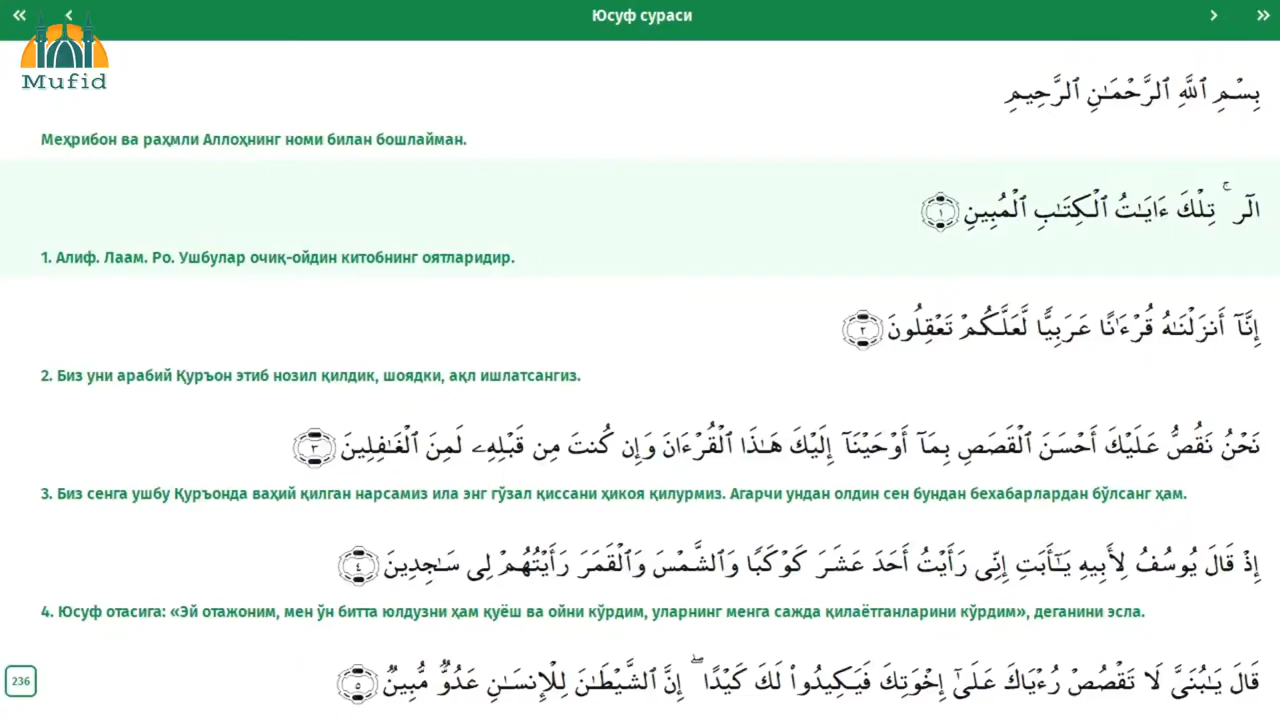 Юсуф сураси
Mufid
بِسْمِ ٱللَّهِ ٱلرَّحْمَـٰنِ ٱلرَّحِيمِ
Меҳрибон ва раҳмли Аллоҳнинг номи билан бошлайман.
الٓر ۚ تِلْكَ ءَايَـٰتُ ٱلْكِتَـٰبِ ٱلْمُبِينِ ١
1. Алиф. Лаам. Ро. Ушбулар очиқ-ойдин китобнинг оятларидир.
إِنَّآ أَنزَلْنَـٰهُ قُرْءَٰنًا عَرَبِيًّا لَّعَلَّكُمْ تَعْقِلُونَ ٢
2. Биз уни арабий Қуръон этиб нозил қилдик, шоядки, ақл ишлатсангиз.
نَحْنُ نَقُصُّ عَلَيْكَ أَحْسَنَ ٱلْقَصَصِ بِمَآ أَوْحَيْنَآ إِلَيْكَ هَـٰذَا ٱلْقُرْءَانَ وَإِن كُنتَ مِن قَبْلِهِۦ لَمِنَ ٱلْغَـٰفِلِينَ ٣
3. Биз сенга ушбу Қуръонда ваҳий қилган нарсамиз ила энг гўзал қиссани ҳикоя қилурмиз. Агарчи ундан олдин сен бундан бехабарлардан бўлсанг ҳам.
إِذْ قَالَ يُوسُفُ لِأَبِيهِ يَـٰٓأَبَتِ إِنِّى رَأَيْتُ أَحَدَ عَشَرَ كَوْكَبًا وَٱلشَّمْسَ وَٱلْقَمَرَ رَأَيْتُهُمْ لِى سَـٰجِدِينَ ٤
4. Юсуф отасига: «Эй отажоним, мен ўн битта юлдузни ҳам қуёш ва ойни кўрдим, уларнинг менга сажда қилаётганларини кўрдим», деганини эсла.
قَالَ يَـٰبُنَىَّ لَا تَقْصُصْ رُءْيَاكَ عَلَىٰٓ إِخْوَتِكَ فَيَكِيدُوا۟ لَكَ كَيْدًا ۖ إِنَّ ٱلشَّيْطَـٰنَ لِلْإِنسَـٰنِ عَدُوٌّ مُّبِينٌ ٥
236